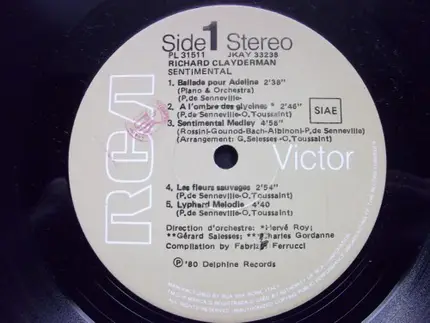 Side 1 Stereo
PL 31511 JKAY 33238
RICHARD CLAYDERMAN
SENTIMENTAL
1. Ballade pour Adeline 2'38"
(Piano & Orchestra)
(P.de Senneville)
2. A l'ombre des glycines * 2'46"
(P.de Senneville-O.Toussaint)
3. Sentimental Medley 4'56"
(Rossini-Gounod-Bach-Albinoni-P.de Senneville)
(Arrangement: G.Salesses-O.Toussaint)
SIAE
RCA
Victor
4. Les fleurs sauvages 2'54"
(P.de Senneville-O.Toussaint)
5. Lyphard Melodie 4'40
(P.de Senneville-O.Toussaint)
Direction d'orchestre: *Hervé Roy;
**Gérard Salesses; **Charles Gordanne
Compilation by Fabrizio Ferrucci
Ⓟ '80 Delphine Records